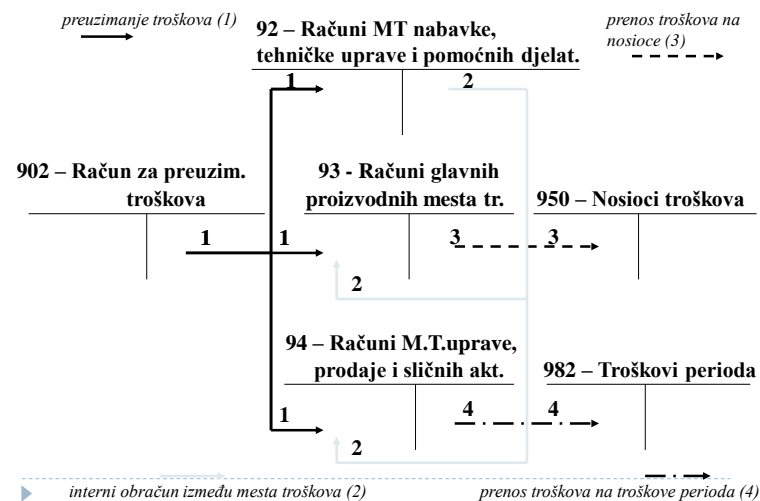 preuzimanje troškova (1)
92 – Računi MT nabavke,
tehničke uprave i pomoćnih djelat.
prenos troškova na
nosioce (3)
1
2
902 – Račun za preuzim.
troškova
93 - Računi glavnih
proizvodnih mesta tr.
950 – Nosioci troškova
1
1
3
3
2
94 – Računi M.T.uprave,
prodaje i sličnih akt.
982 – Troškovi perioda
1
4
4
2
interni obračun između mesta troškova (2)
prenos troškova na troškove perioda (4)